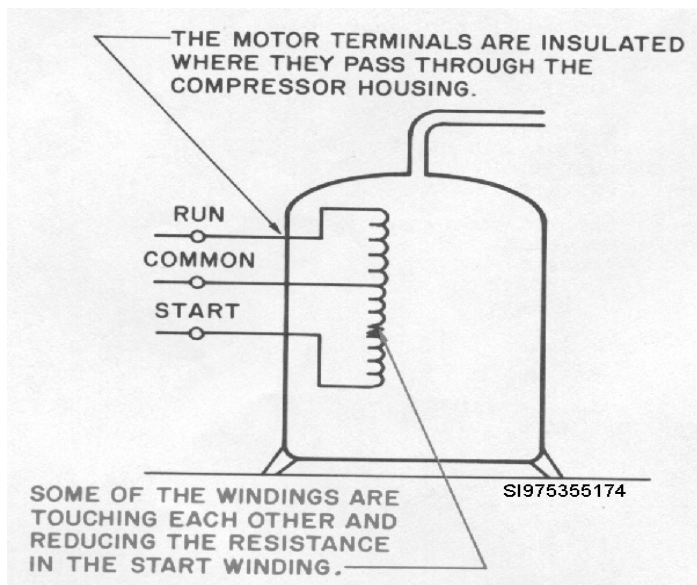 THE MOTOR TERMINALS ARE INSULATED
WHERE THEY PASS THROUGH THE
COMPRESSOR HOUSING.
RUN
COMMON
START
SI975355174
SOME OF THE WINDINGS ARE
TOUCHING EACH OTHER AND
REDUCING THE RESISTANCE
IN THE START WINDING.